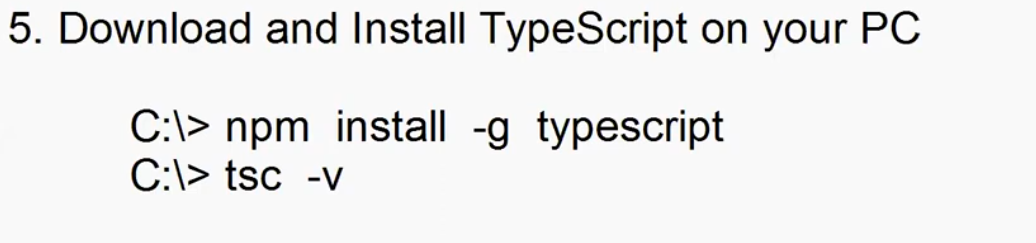 5. Download and Install TypeScript on your PC
C:\> npm install -g typescript
C:\> tsc -v